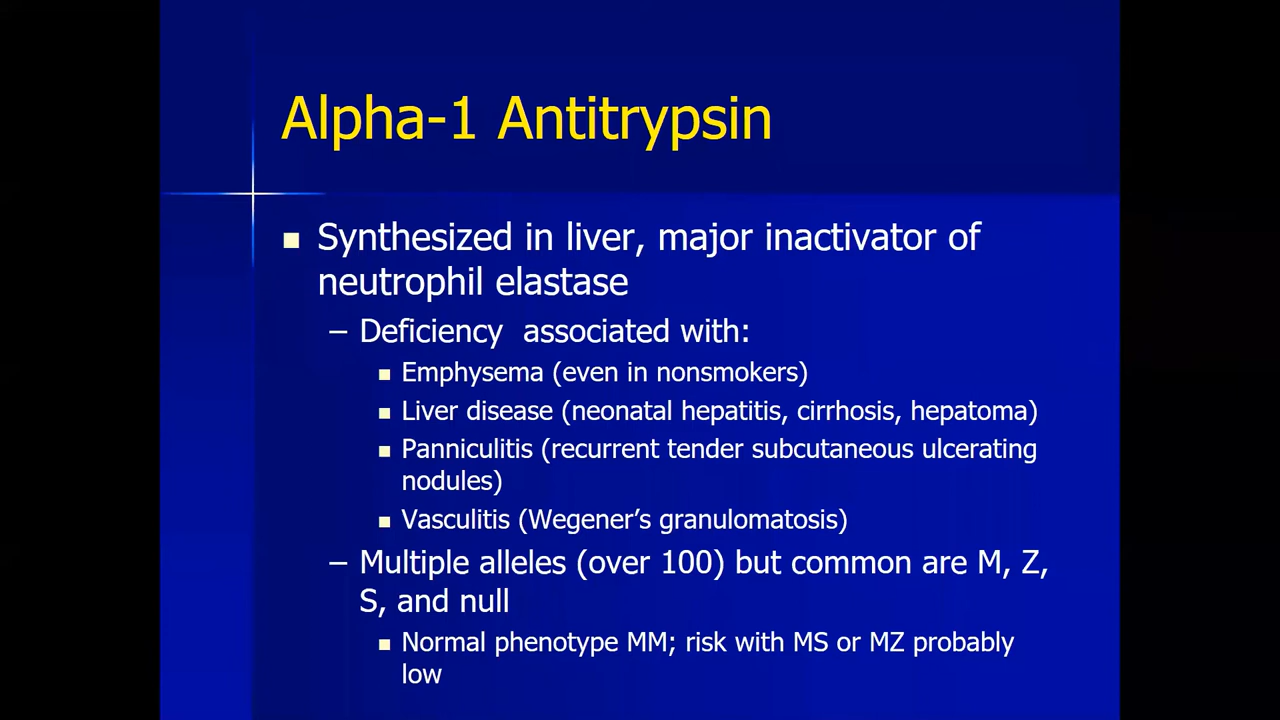 Alpha-1 Antitrypsin
Synthesized in liver, major inactivator of
neutrophil elastase
– Deficiency  associated with:
Emphysema (even in nonsmokers)
Liver disease (neonatal hepatitis, cirrhosis, hepatoma)
Panniculitis (recurrent tender subcutaneous ulcerating
nodules)
Vasculitis (Wegener’s granulomatosis)
– Multiple alleles (over 100) but common are M, Z,
S, and null
Normal phenotype MM; risk with MS or MZ probably
low